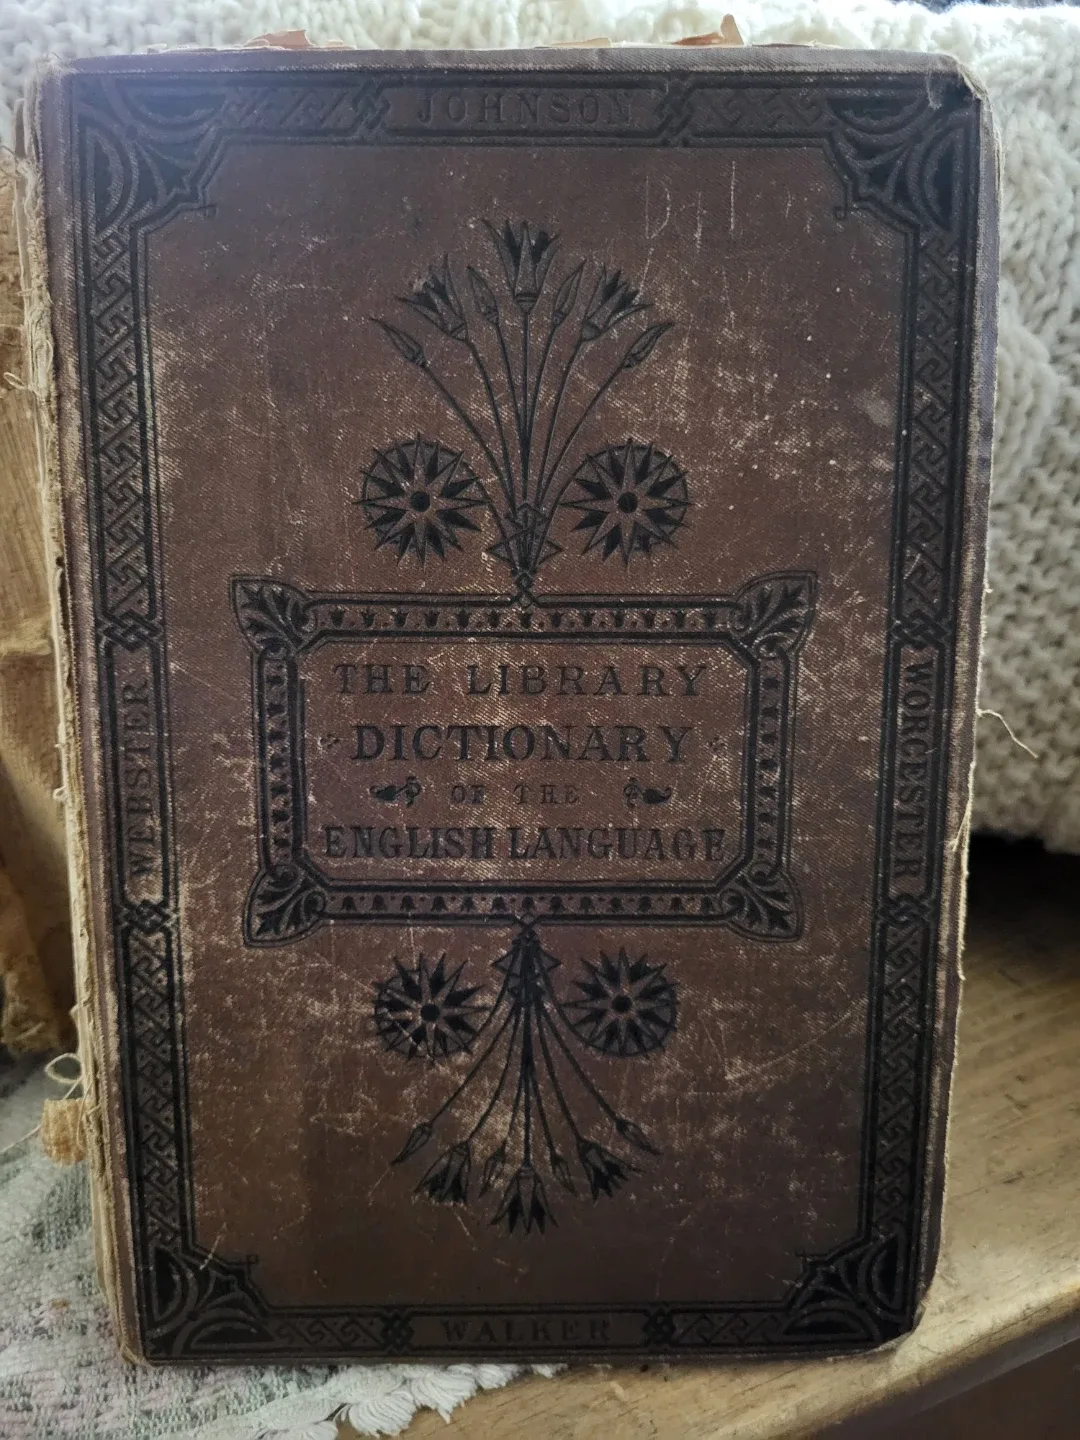 JOHNSON
THE LIBRARY
DICTIONARY
OF THE
ENGLISH LANGUAGE
WEBSTER
WORCESTER
WALKER